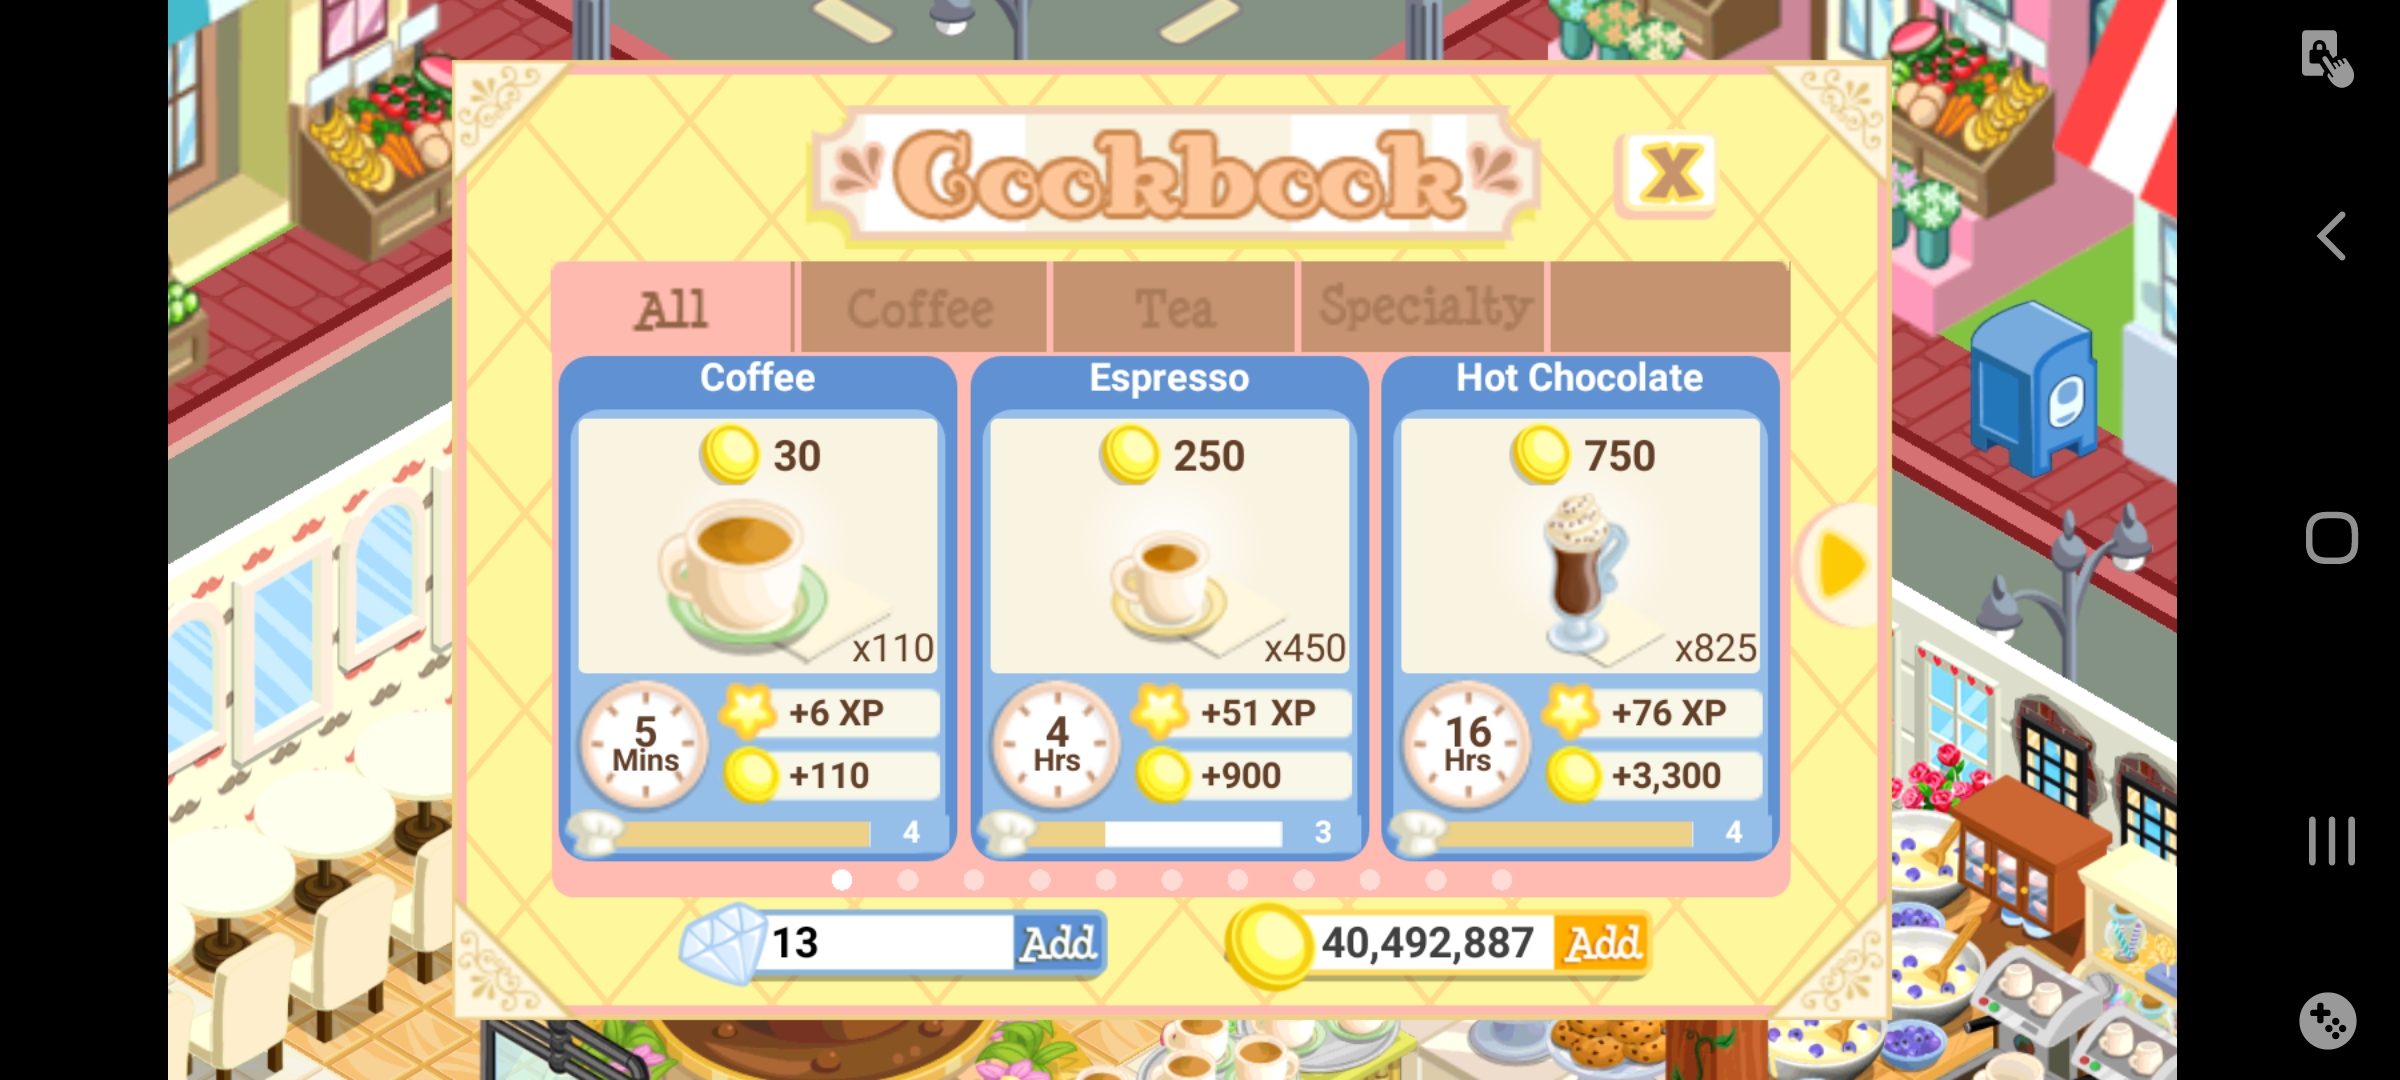 Cookbook
X
All
Coffee
Tea
Specialty
Coffee
30
x110
5
Mins
+6 XP
+110
4
Espresso
250
x450
4
Hrs
+51 XP
+900
3
Hot Chocolate
750
x825
16
Hrs
+76 XP
+3,300
4
13
Add
40,492,887
Add